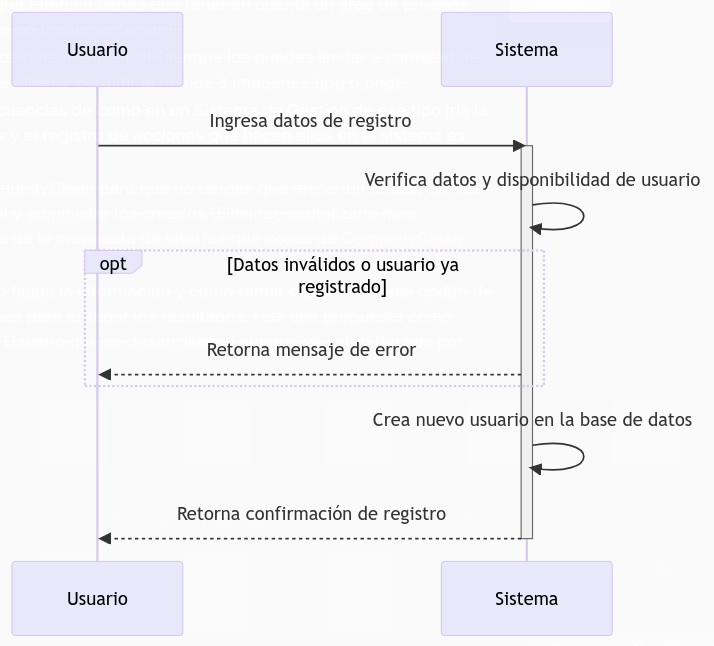 Usuario
Sistema
Ingresa datos de registro
Verifica datos y disponibilidad de usuario
opt
[Datos inválidos o usuario ya
registrado]
Retorna mensaje de error
Crea nuevo usuario en la base de datos
Retorna confirmación de registro
Usuario
Sistema